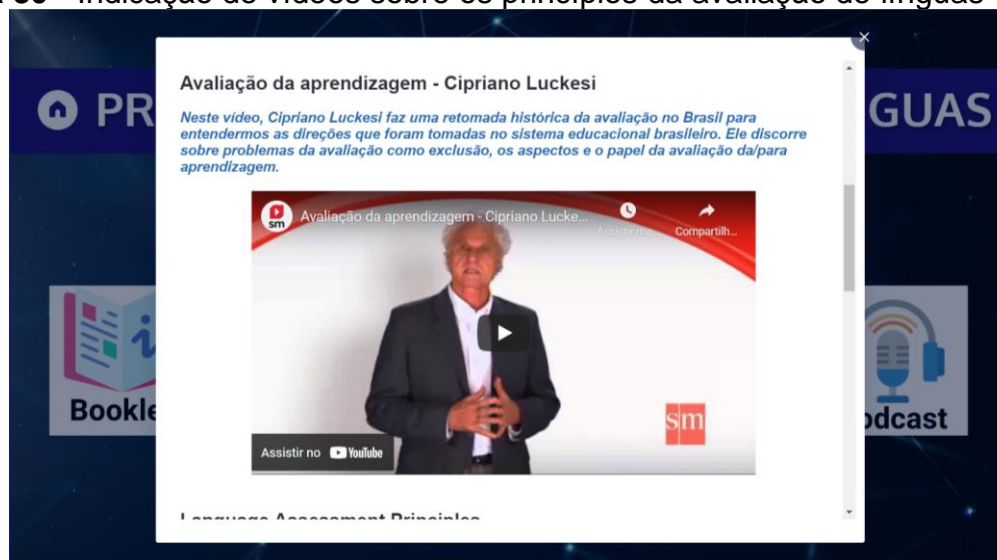 - Indicação de vídeos sobre os princípios da avaliação de línguas
PR
GUAS
Avaliação da aprendizagem - Cipriano Luckesi
Neste vídeo, Cipriano Luckesi faz uma retomada histórica da avaliação no Brasil para
entendermos as direções que foram tomadas no sistema educacional brasileiro. Ele discorre
sobre problemas da avaliação como exclusão, os aspectos e o papel da avaliação da/para
aprendizagem.
sm
Avaliação da aprendizagem - Cipriano Lucke...
Assistir ma...
Compartilh...
sm
Assistir no YouTube
Bookle
odcast
Language Assessment Principles